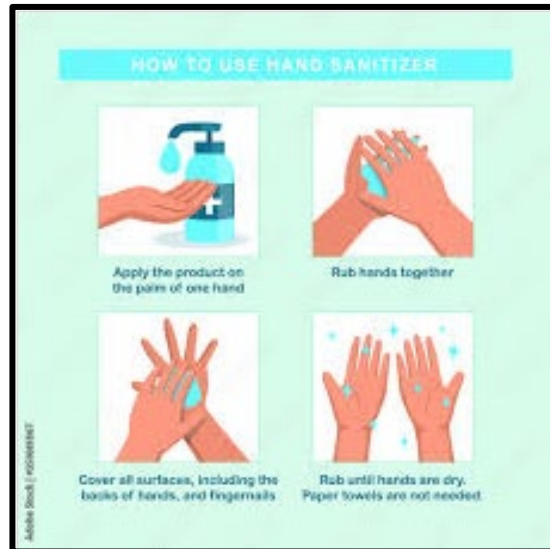 HOW TO USE HAND SANITIZER
Apply the product on
the palm of one hand
Rub hands together
Cover all surfaces, including the
backs of hands, and fingernails
Rub until hands are dry.
Paper towels are not needed
Adobe Stock